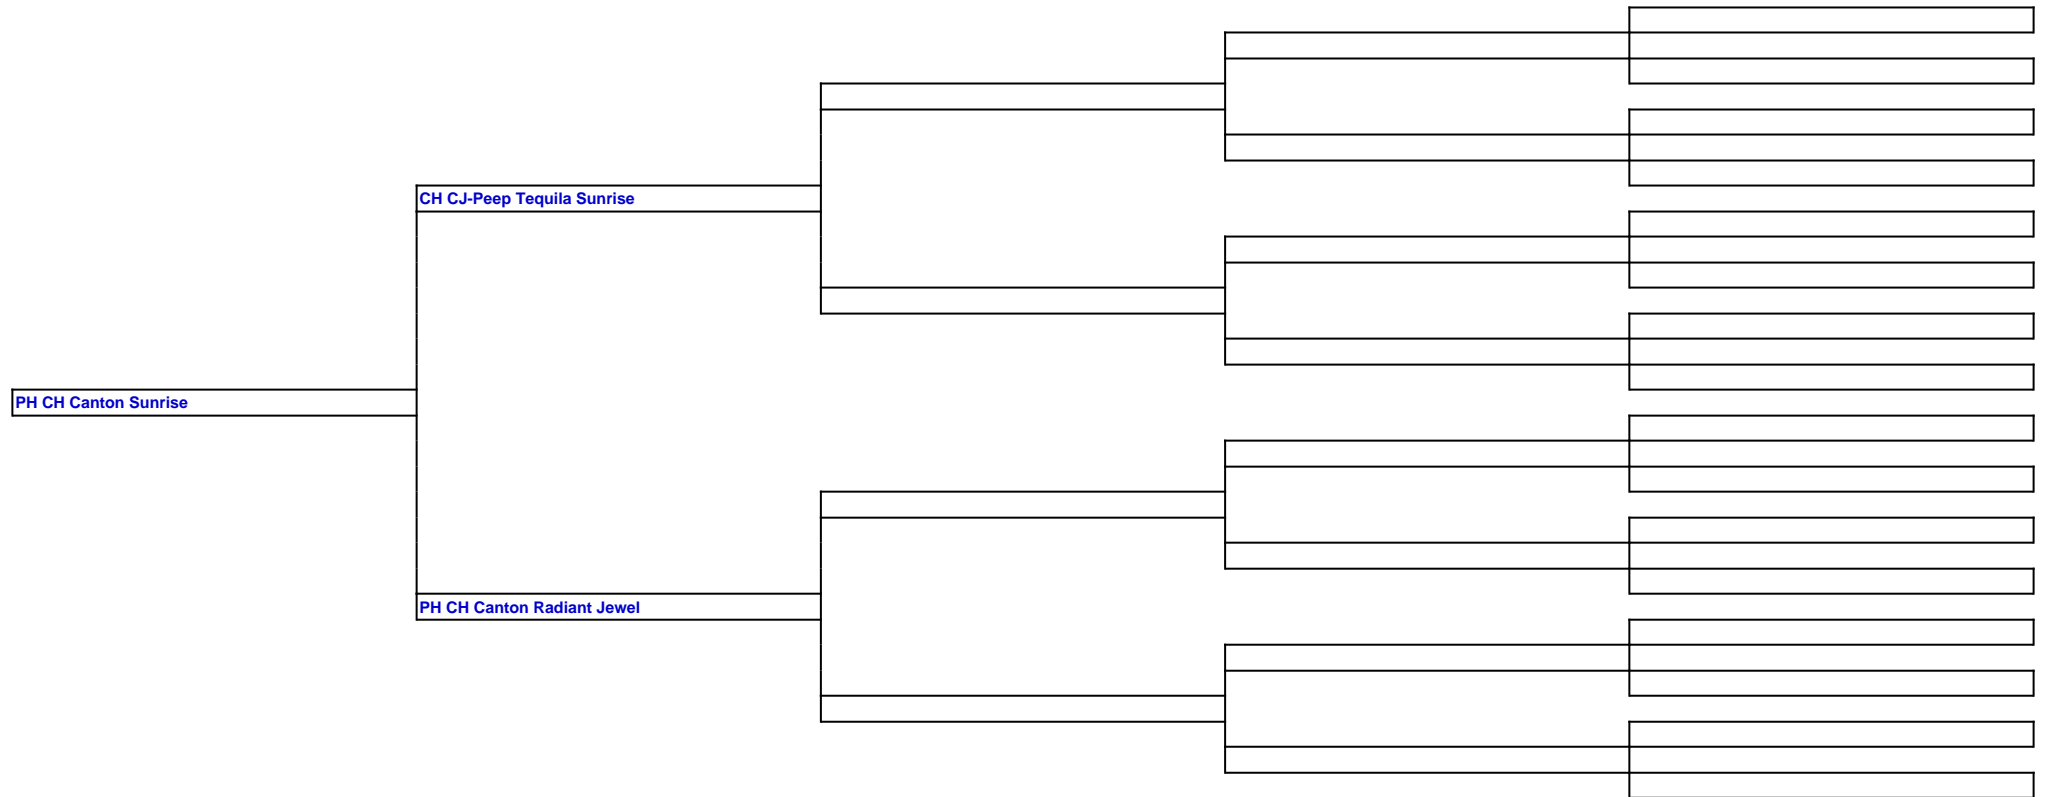 CH CJ-Peep Tequila Sunrise
PH CH Canton Sunrise
PH CH Canton Radiant Jewel